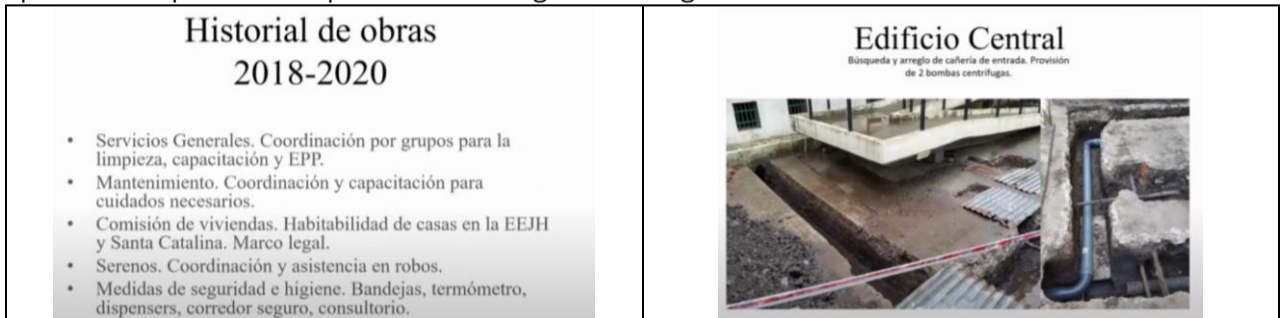 Historial de obras
2018-2020
• Servicios Generales. Coordinación por grupos para la
limpieza, capacitación y EPP.
• Mantenimiento. Coordinación y capacitación para
cuidados necesarios.
• Comisión de viviendas. Habitabilidad de casas en la EEJH
y Santa Catalina. Marco legal.
• Serenos. Coordinación y asistencia en robos.
• Medidas de seguridad e higiene. Bandejas, termómetro,
dispensers, corredor seguro, consultorio.
Edificio Central
Búsqueda y arreglo de cañería de entrada. Provisión
de 2 bombas centrífugas.